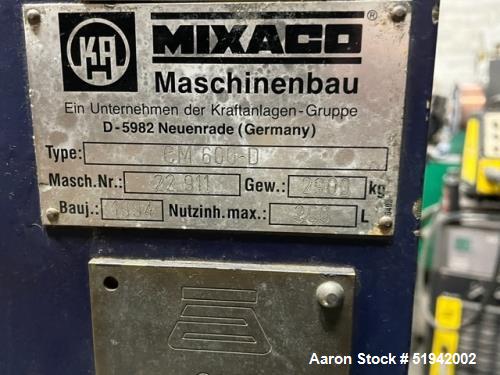 KAH MIXACO®
Maschinenbau
Ein Unternehmen der Kraftanlagen-Gruppe
D-5982 Neuenrade (Germany)
Type: CM 600-D
Masch.Nr.: 22.911 Gew.: kg
Bauj.: Nutzinh.max.: L
Aaron Stock #51942002